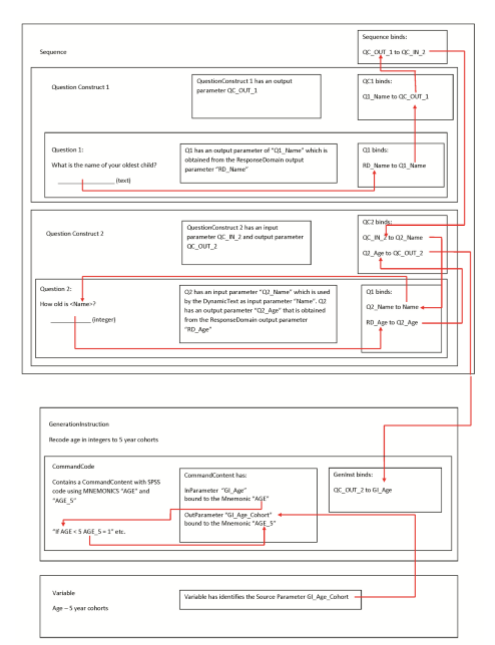 Sequence
Sequence binds:
QC_OUT_1 to QC_IN_2
Question Construct 1
QuestionConstruct 1 has an output
parameter QC_OUT_1
QC1 binds:
Q1_Name to QC_OUT_1
Question 1:
What is the name of your oldest child?
(text)
Q1 has an output parameter of "Q1_Name" which is
obtained from the ResponseDomain output
parameter "RD_Name"
Q1 binds:
RD_Name to Q1_Name
Question Construct 2
QuestionConstruct 2 has an input
parameter QC_IN_2 and output parameter
QC_OUT_2
QC2 binds:
QC_IN_2 to Q2_Name
Q2_Age to QC_OUT_2
Question 2:
How old is <Name>?
(integer)
Q2 has an input parameter "Q2_Name" which is used
by the DynamicText as input parameter "Name". Q2
has an output parameter "Q2_Age" that is obtained
from the ResponseDomain output parameter
"RD_Age"
Q1 binds:
Q2_Name to Name
RD_Age to Q2_Age
GenerationInstruction
Recode age in integers to 5 year cohorts
CommandCode
Contains a CommandContent with SPSS
code using MNEMONICS "AGE" and
"AGE_5"
"If AGE < 5 AGE_5 = 1" etc.
CommandContent has:
InParameter "GI_Age"
bound to the Mnemonic "AGE"
OutParameter "GI_Age_Cohort"
bound to the Mnemonic "AGE_3"
GenInst binds:
QC_OUT_2 to GI_Age
Variable
Age – 5 year cohorts
Variable has identifies the Source Parameter GI_Age_Cohort